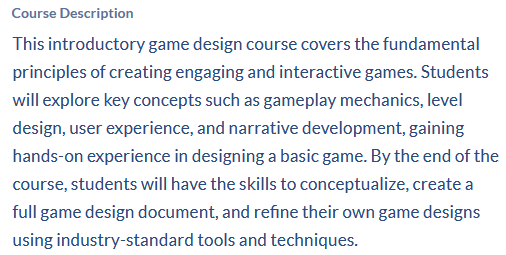 Course Description
This introductory game design course covers the fundamental
principles of creating engaging and interactive games. Students
will explore key concepts such as gameplay mechanics, level
design, user experience, and narrative development, gaining
hands-on experience in designing a basic game. By the end of the
course, students will have the skills to conceptualize, create a
full game design document, and refine their own game designs
using industry-standard tools and techniques.